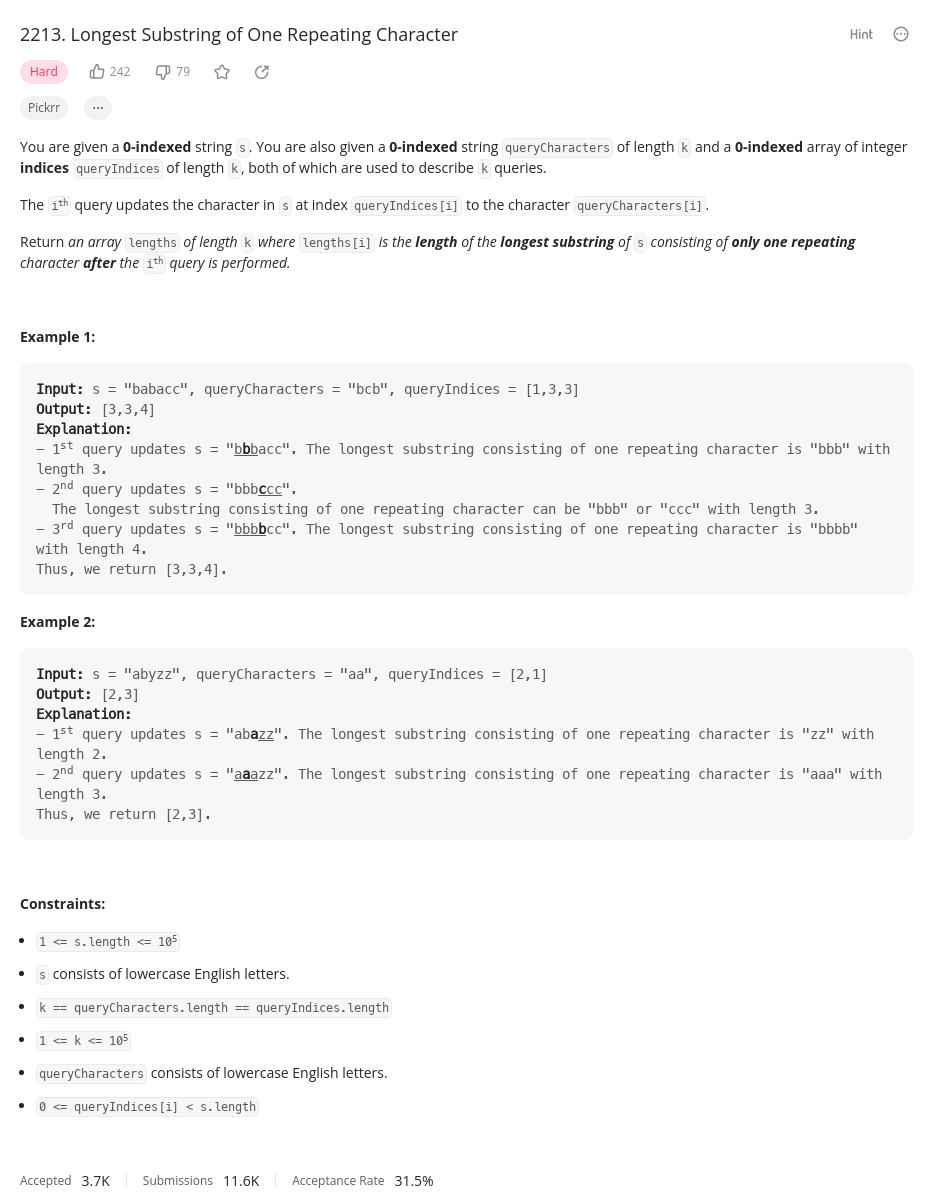 2213. Longest Substring of One Repeating Character
Hint
Hard 242 79
Pickrr ...
You are given a 0-indexed string s. You are also given a 0-indexed string queryCharacters of length k and a 0-indexed array of integer
indices queryIndices of length k, both of which are used to describe k queries.
The ith query updates the character in s at index queryIndices[i] to the character queryCharacters[i].
Return an array lengths of length k where lengths[i] is the length of the longest substring of s consisting of only one repeating
character after the ith query is performed.
Example 1:
Input: s = "babacc", queryCharacters = "bcb", queryIndices = [1,3,3]
Output: [3,3,4]
Explanation:
- 1st query updates s = "bbbacc". The longest substring consisting of one repeating character is "bbb" with
length 3.
- 2nd query updates s = "bbbccc".
The longest substring consisting of one repeating character can be "bbb" or "ccc" with length 3.
- 3rd query updates s = "bbbbcc". The longest substring consisting of one repeating character is "bbbb"
with length 4.
Thus, we return [3,3,4].
Example 2:
Input: s = "abyzz", queryCharacters = "aa", queryIndices = [2,1]
Output: [2,3]
Explanation:
- 1st query updates s = "abazz". The longest substring consisting of one repeating character is "zz" with
length 2.
- 2nd query updates s = "aaazz". The longest substring consisting of one repeating character is "aaa" with
length 3.
Thus, we return [2,3].
Constraints:
• 1 <= s.length <= 10^5
• s consists of lowercase English letters.
• k == queryCharacters.length == queryIndices.length
• 1 <= k <= 10^5
• queryCharacters consists of lowercase English letters.
• 0 <= queryIndices[i] < s.length
Accepted 3.7K Submissions 11.6K Acceptance Rate 31.5%